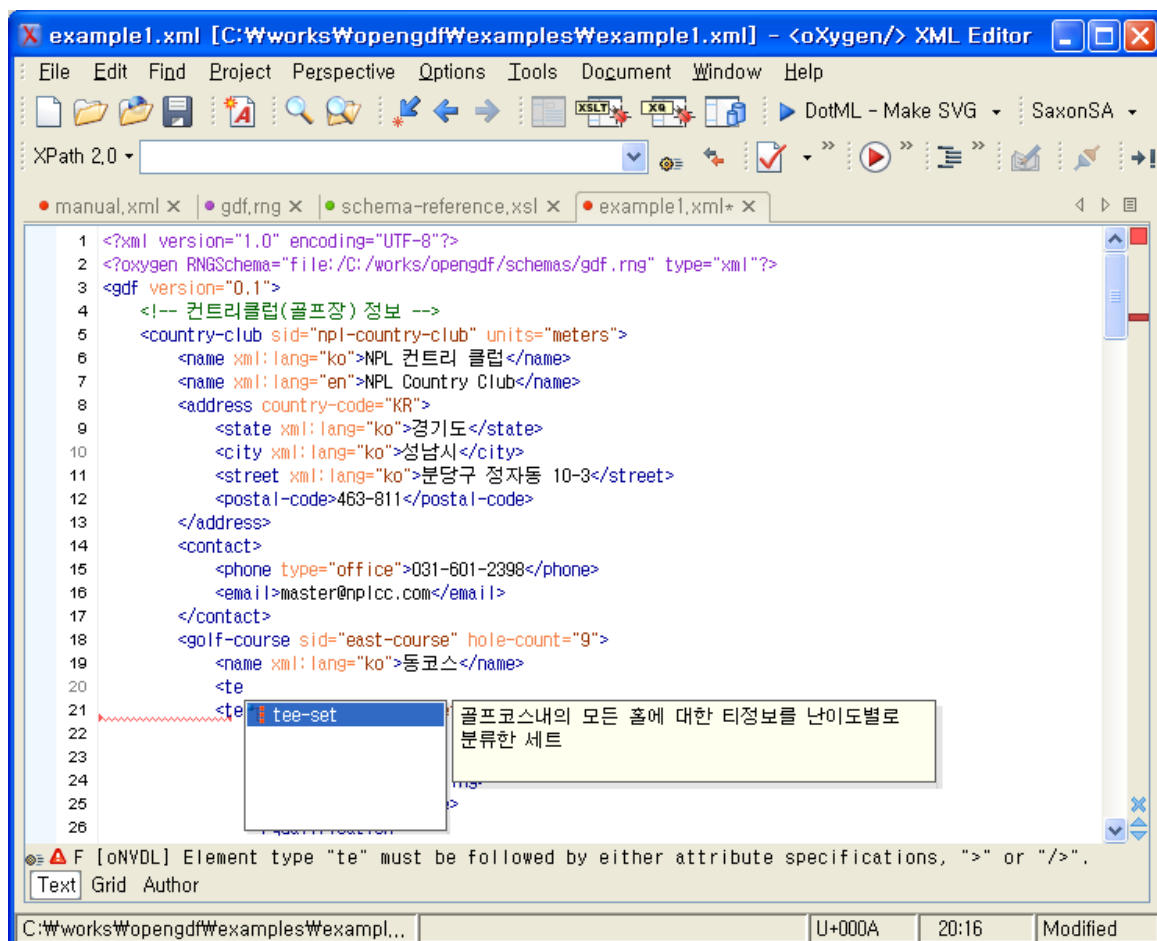 example1.xml [C:₩works₩opengdf₩examples₩example1.xml] - <oXygen/> XML Editor
File Edit Find Project Perspective Options Tools Document Window Help
XSLT XQ DotML - Make SVG SaxonSA
XPath 2.0
manual.xml gdf.rng schema-reference.xsl example1.xml*
1 <?xml version="1.0" encoding="UTF-8"?>
2 <?oxygen RNGSchema="file:/C:/works/opengdf/schemas/gdf.rng" type="xml"?>
3 <gdf version="0.1">
4 <!-- 컨트리클럽(골프장) 정보 -->
5 <country-club sid="npl-country-club" units="meters">
6 <name xml:lang="ko">NPL 컨트리 클럽</name>
7 <name xml:lang="en">NPL Country Club</name>
8 <address country-code="KR">
9 <state xml:lang="ko">경기도</state>
10 <city xml:lang="ko">성남시</city>
11 <street xml:lang="ko">분당구 정자동 10-3</street>
12 <postal-code>463-811</postal-code>
13 </address>
14 <contact>
15 <phone type="office">031-601-2398</phone>
16 <email>master@nplcc.com</email>
17 </contact>
18 <golf-course sid="east-course" hole-count="9">
19 <name xml:lang="ko">동코스</name>
20 <te
21 <te
tee-set
골프코스내의 모든 홀에 대한 티정보를 난이도별로
분류한 세트
22
23
24
25 >
26
F [oNVDL] Element type "te" must be followed by either attribute specifications, ">" or "/>".
Text Grid Author
C:₩works₩opengdf₩examples₩exampl... U+000A 20:16 Modified